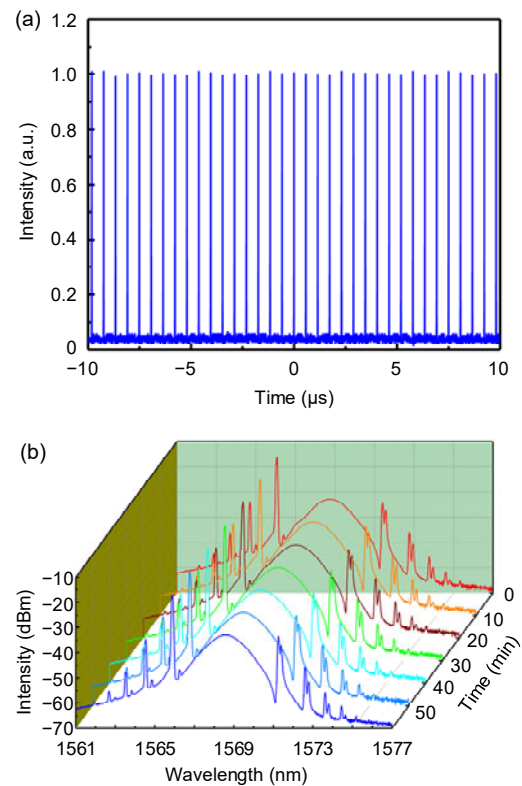 (a)
1.2
1.0
0.8
0.6
0.4
0.2
0
Intensity (a.u.)
−10 −5 0 5 10
Time (μs)
(b)
−10
−20
−30
−40
−50
−60
−70
Intensity (dBm)
0
10
20
30
40
50
Time (min)
1561 1565 1569 1573 1577
Wavelength (nm)